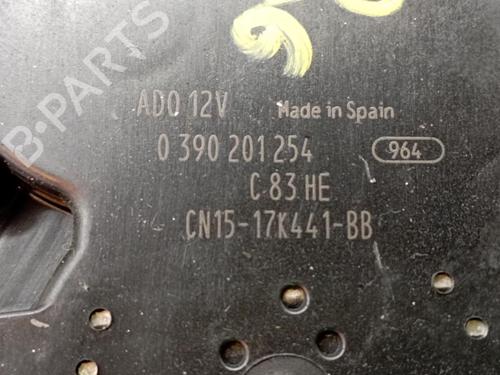 B-PARTS
ADO 12V Made in Spain
0 390 201 254 964
C 83 HE
CN15-17K441-BB